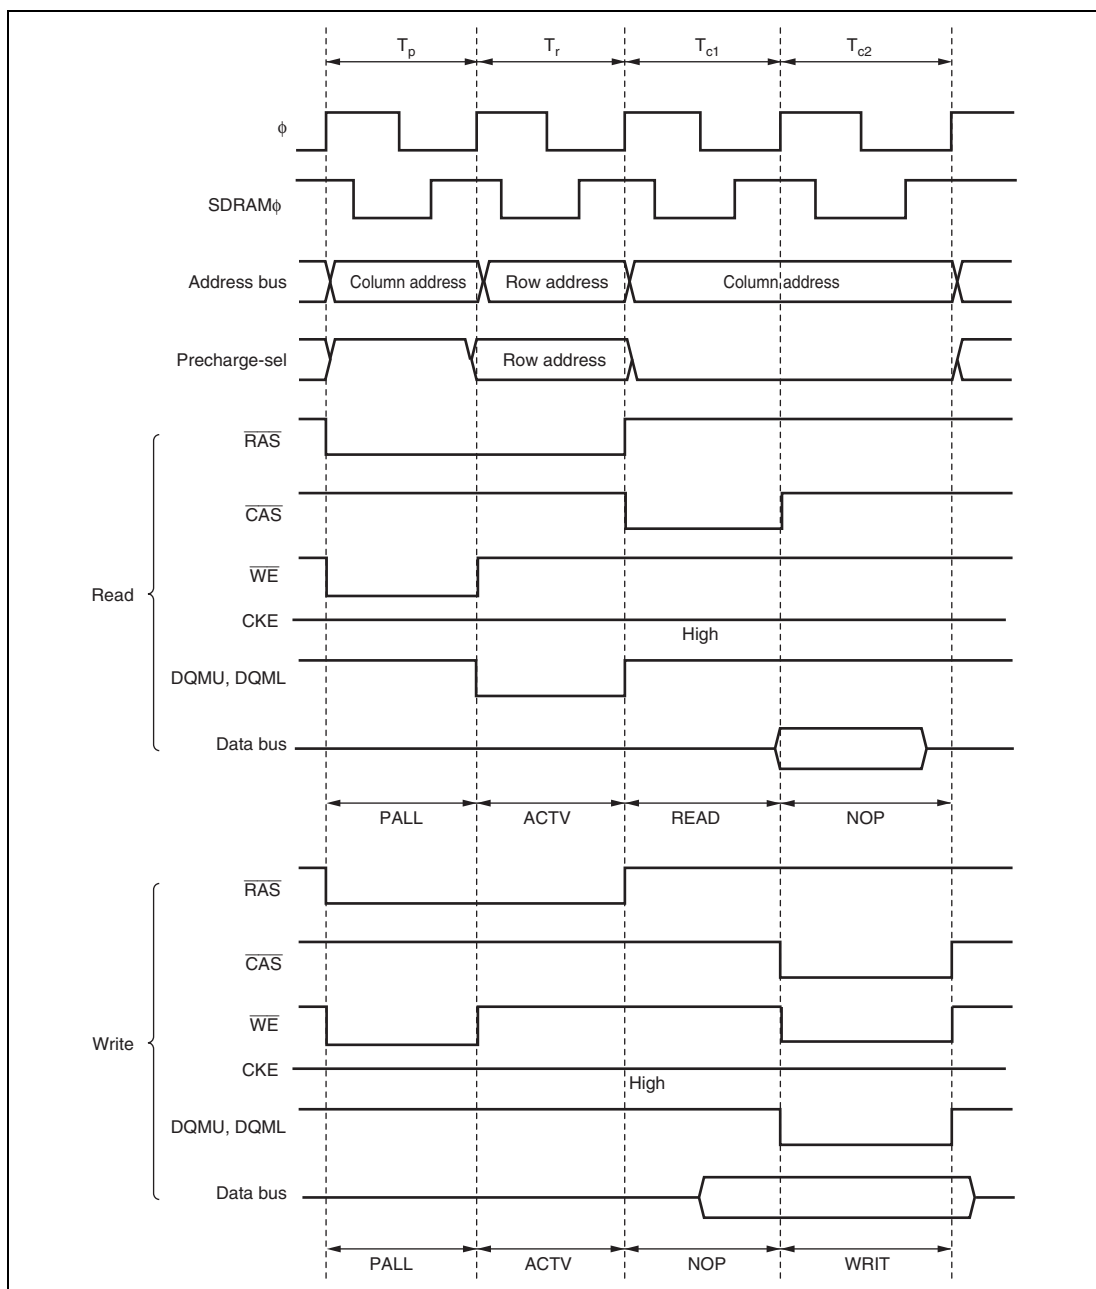 Tp Tr Tc1 Tc2
ϕ
SDRAMϕ
Address bus Column address Row address Column address
Precharge-sel Row address
RAS
CAS
WE
Read
CKE High
DQMU, DQML
Data bus
PALL ACTV READ NOP
RAS
CAS
WE
Write
CKE High
DQMU, DQML
Data bus
PALL ACTV NOP WRIT